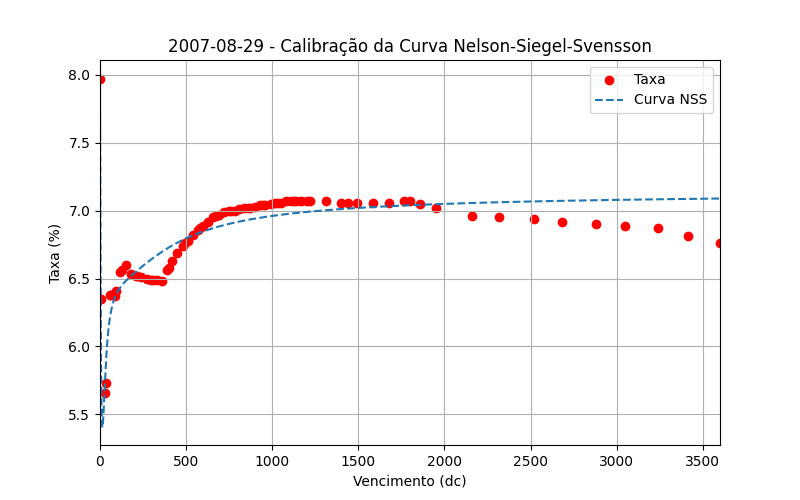 2007-08-29 - Calibração da Curva Nelson-Siegel-Svensson
Taxa
Curva NSS
8.0
7.5
7.0
6.5
6.0
5.5
Taxa (%)
0 500 1000 1500 2000 2500 3000 3500
Vencimento (dc)